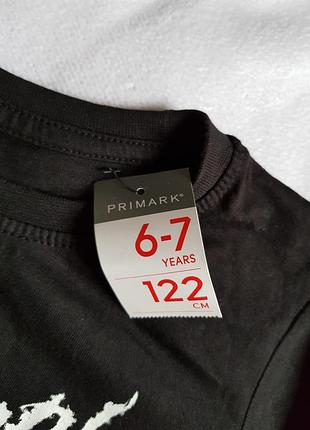 PRIMARK®
6-7
YEARS
122
CM